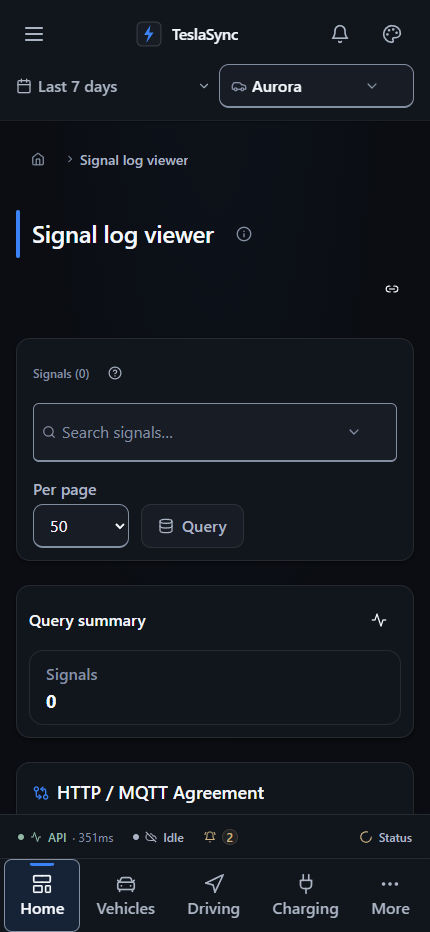 TeslaSync
Last 7 days
Aurora
Signal log viewer
Signal log viewer
Signals (0)
Search signals...
Per page
50
Query
Query summary
Signals
0
HTTP / MQTT Agreement
API · 351ms
Idle
2
Status
Home
Vehicles
Driving
Charging
More